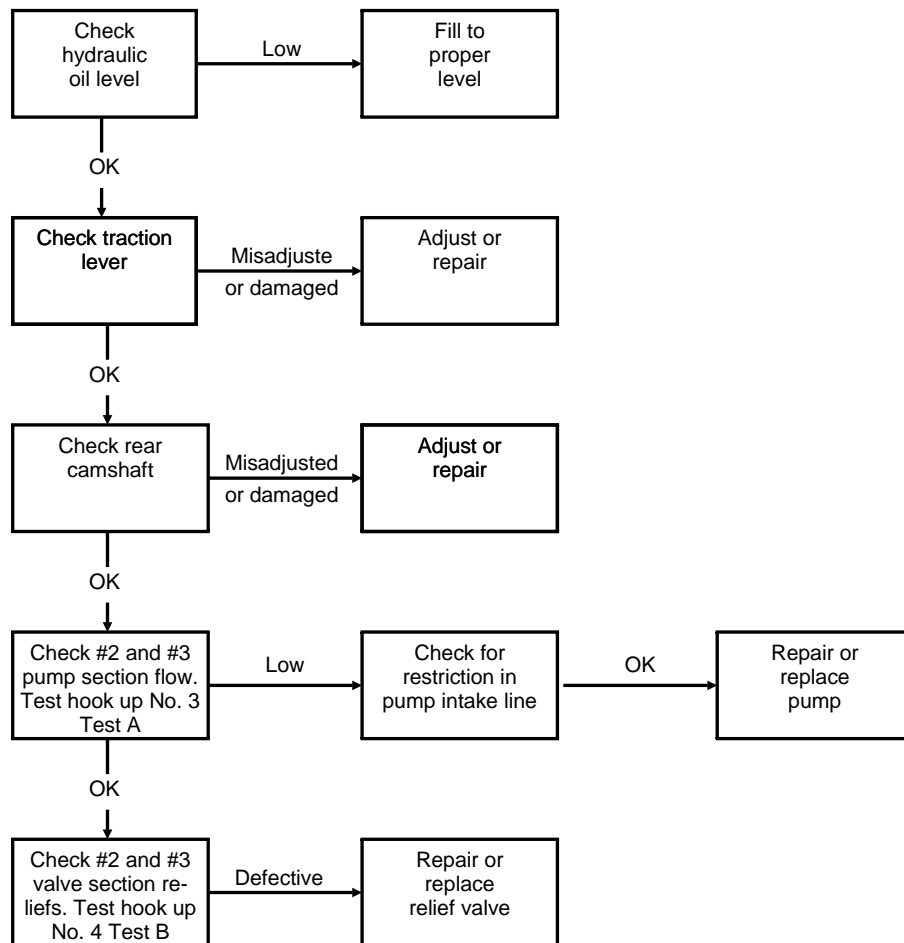 Check
hydraulic
oil level
Low
Fill to
proper
level
OK
Check traction
lever
Misadjuste
or damaged
Adjust or
repair
OK
Check rear
camshaft
Misadjusted
or damaged
Adjust or
repair
OK
Check #2 and #3
pump section flow.
Test hook up No. 3
Test A
Low
Check for
restriction in
pump intake line
OK
Repair or
replace
pump
OK
Check #2 and #3
valve section re-
liefs. Test hook up
No. 4 Test B
Defective
Repair or
replace
relief valve